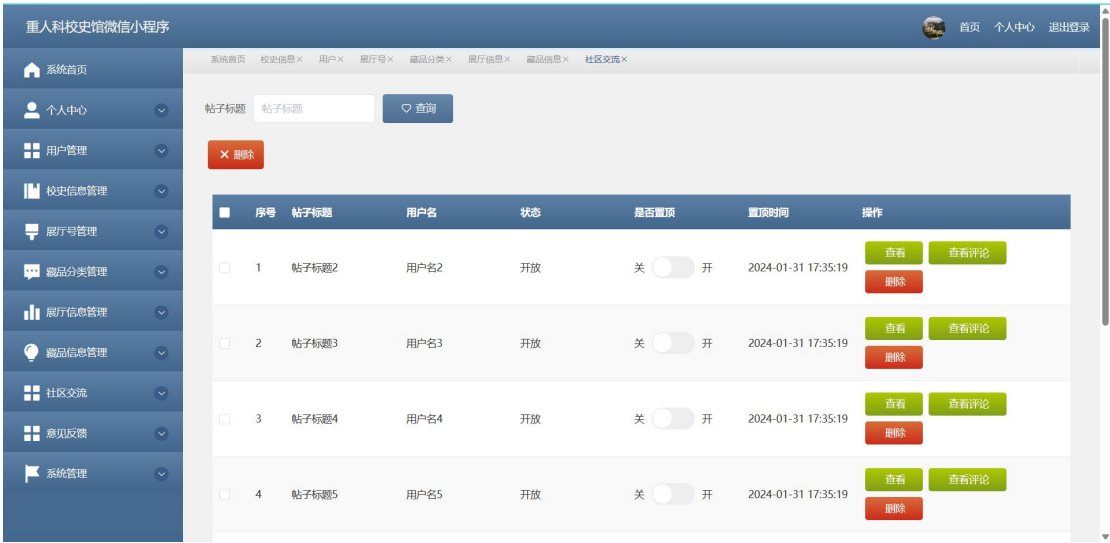 重人科校史馆微信小程序
首页 个人中心 退出登录
系统首页
个人中心
用户管理
校史信息管理
展厅号管理
藏品分类管理
展厅信息管理
藏品信息管理
社区交流
意见反馈
系统管理
系统首页 校史信息× 用户× 展厅号× 藏品分类× 展厅信息× 藏品信息× 社区交流×
帖子标题 帖子标题 查询
删除
序号 帖子标题 用户名 状态 是否置顶 置顶时间 操作
1 帖子标题2 用户名2 开放 关 开 2024-01-31 17:35:19 查看 查看评论
删除
2 帖子标题3 用户名3 开放 关 开 2024-01-31 17:35:19 查看 查看评论
删除
3 帖子标题4 用户名4 开放 关 开 2024-01-31 17:35:19 查看 查看评论
删除
4 帖子标题5 用户名5 开放 关 开 2024-01-31 17:35:19 查看 查看评论
删除